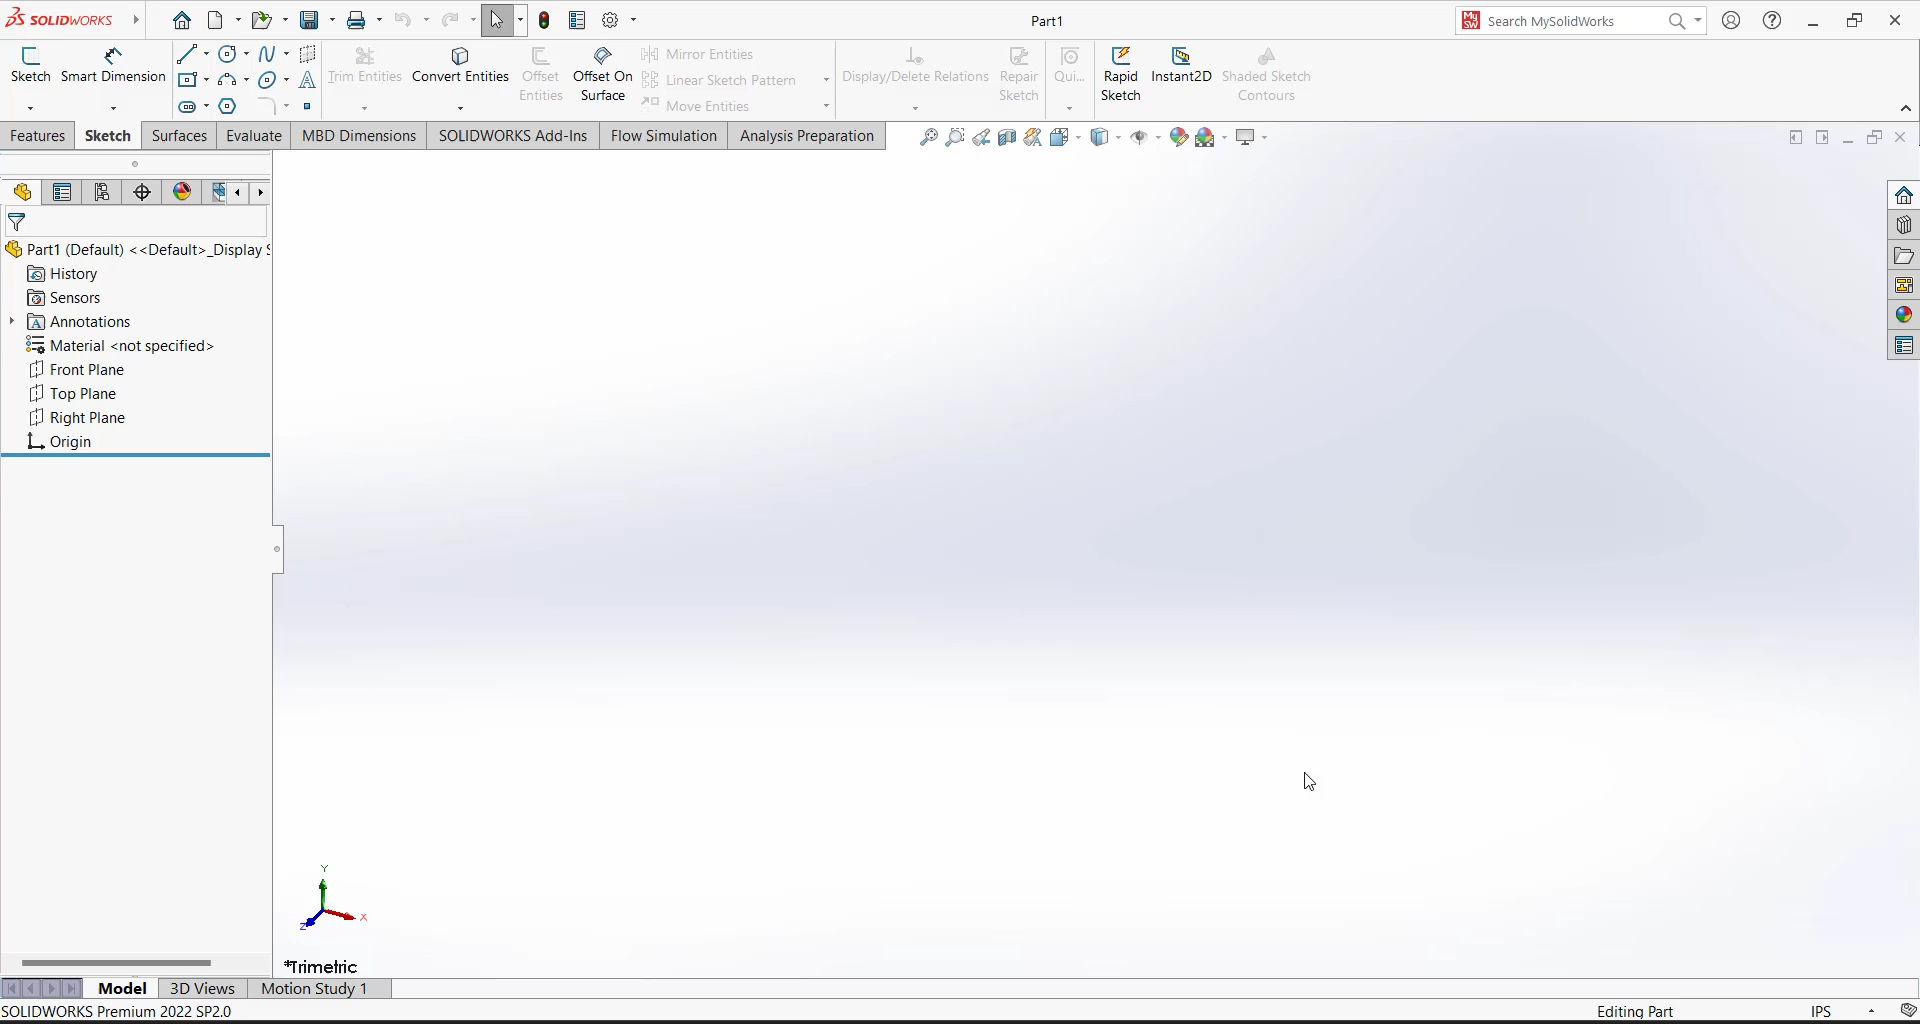 SOLIDWORKS
Part1
Search MySolidWorks
Sketch
Smart Dimension
Trim Entities
Convert Entities
Offset Entities
Offset On Surface
Mirror Entities
Linear Sketch Pattern
Move Entities
Display/Delete Relations
Repair Sketch
Qui...
Rapid Sketch
Instant2D
Shaded Sketch Contours
Features
Sketch
Surfaces
Evaluate
MBD Dimensions
SOLIDWORKS Add-Ins
Flow Simulation
Analysis Preparation
Part1 (Default) <<Default>_Display S
History
Sensors
Annotations
Material <not specified>
Front Plane
Top Plane
Right Plane
Origin
Y
X
Z
*Trimetric
Model
3D Views
Motion Study 1
SOLIDWORKS Premium 2022 SP2.0
Editing Part
IPS